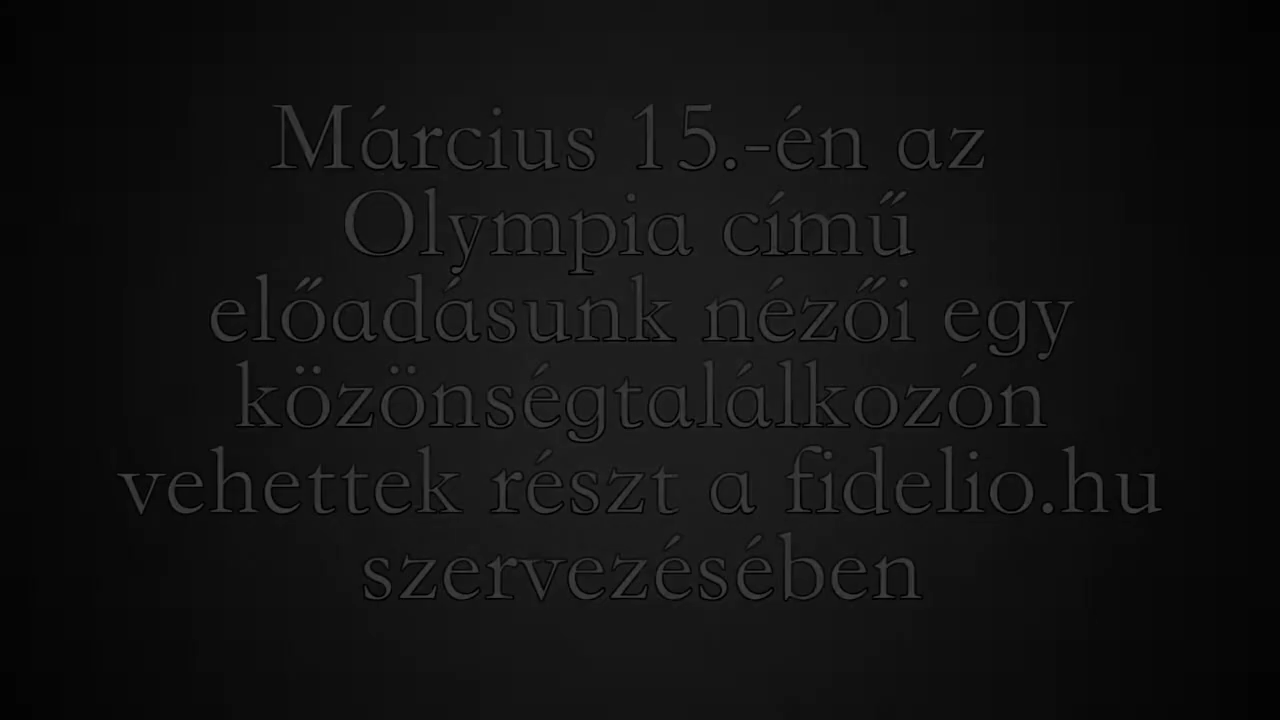 Március 15.-én az
Olympia című
előadásunk nézői egy
közönségtalálkozón
vehettek részt a fidelio.hu
szervezésében